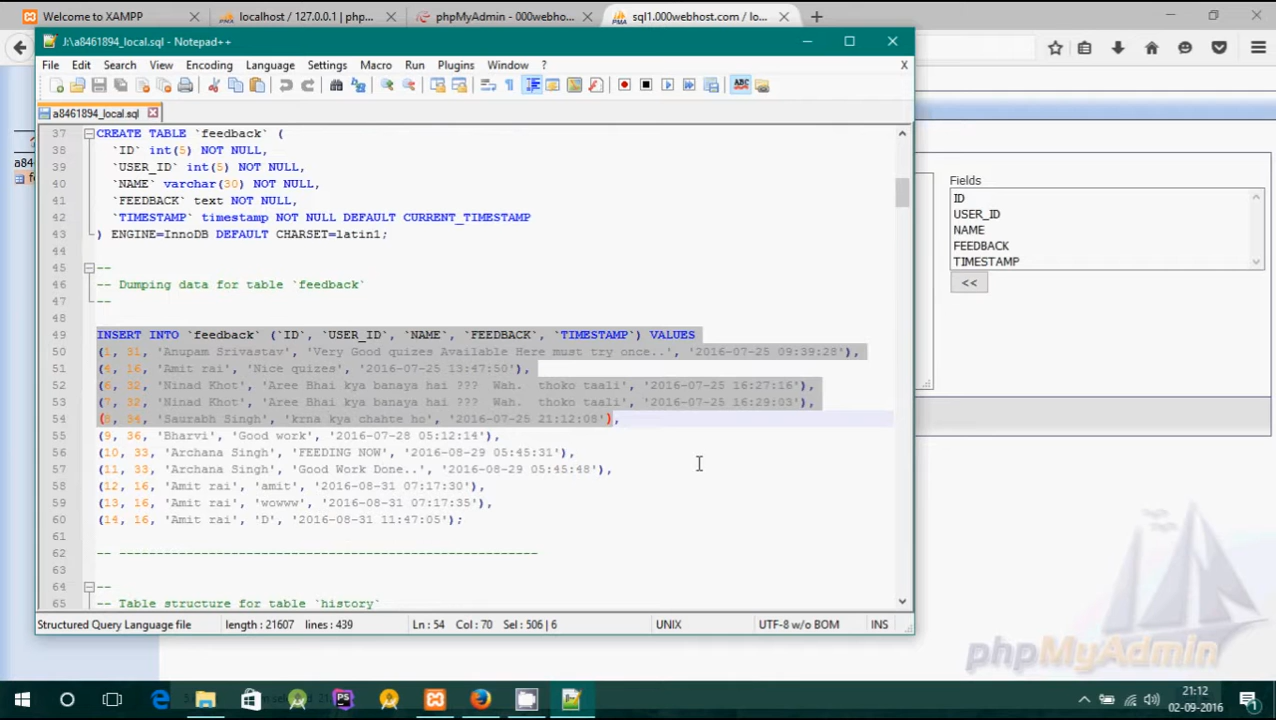 Welcome to XAMPP
localhost / 127.0.0.1 | php...
phpMyAdmin - 000webho...
sql1.000webhost.com / lo...
J:\a8461894_local.sql - Notepad++
File Edit Search View Encoding Language Settings Macro Run Plugins Window ? X
a8461894_local.sql
37 CREATE TABLE `feedback` (
38 `ID` int(5) NOT NULL,
39 `USER_ID` int(5) NOT NULL,
40 `NAME` varchar(30) NOT NULL,
41 `FEEDBACK` text NOT NULL,
42 `TIMESTAMP` timestamp NOT NULL DEFAULT CURRENT_TIMESTAMP
43 ) ENGINE=InnoDB DEFAULT CHARSET=latin1;
44
45 --
46 -- Dumping data for table `feedback`
47 --
48
49 INSERT INTO `feedback` (`ID`, `USER_ID`, `NAME`, `FEEDBACK`, `TIMESTAMP`) VALUES
50 (1, 31, 'Anupam Srivastav', 'Very Good quizes Available Here must try once..', '2016-07-25 09:39:28'),
51 (4, 16, 'Amit rai', 'Nice quizes', '2016-07-25 13:47:50'),
52 (6, 32, 'Ninad Khot', 'Aree Bhai kya banaya hai ??? Wah. thoko taali', '2016-07-25 16:27:16'),
53 (7, 32, 'Ninad Khot', 'Aree Bhai kya banaya hai ??? Wah. thoko taali', '2016-07-25 16:29:03'),
54 (8, 34, 'Saurabh Singh', 'krna kya chahte ho', '2016-07-25 21:12:08'),
55 (9, 36, 'Bharvi', 'Good work', '2016-07-28 05:12:14'),
56 (10, 33, 'Archana Singh', 'FEEDING NOW', '2016-08-29 05:45:31'),
57 (11, 33, 'Archana Singh', 'Good Work Done..', '2016-08-29 05:45:48'),
58 (12, 16, 'Amit rai', 'amit', '2016-08-31 07:17:30'),
59 (13, 16, 'Amit rai', 'wowww', '2016-08-31 07:17:35'),
60 (14, 16, 'Amit rai', 'D', '2016-08-31 11:47:05');
61
62 -- --------------------------------------------------------
63
64 --
65 -- Table structure for table `history`
Structured Query Language file length : 21607 lines : 439 Ln : 54 Col : 70 Sel : 506 | 6 UNIX UTF-8 w/o BOM INS
a84
Fields
ID
USER_ID
NAME
FEEDBACK
TIMESTAMP
<<
phpMyAdmin
21:12
02-09-2016